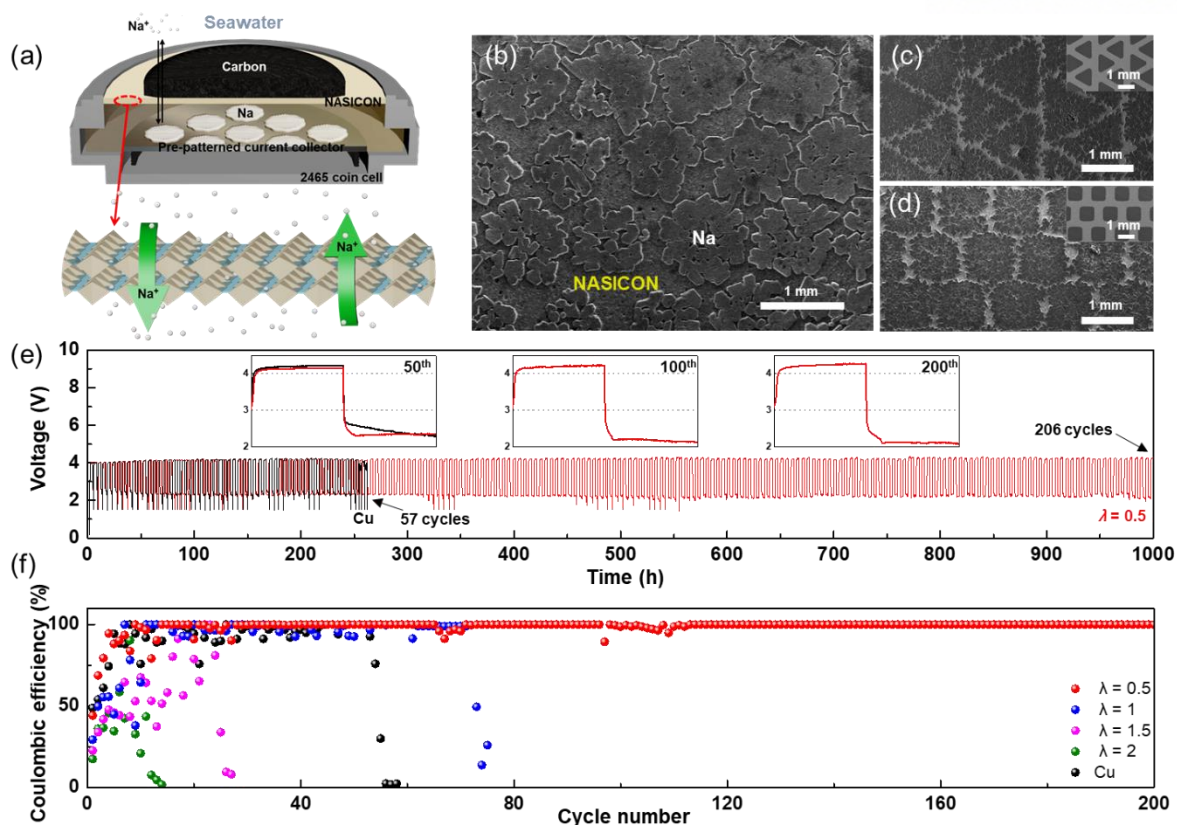 (a)
Na⁺
Seawater
Carbon
NASICON
Na
Pre-patterned current collector
2465 coin cell
Na⁺
Na⁺
(b)
Na
NASICON
1 mm
(c)
1 mm
1 mm
(d)
1 mm
(e)
10
8
6
4
2
0
Voltage (V)
50th
4
3
2
100th
4
3
2
200th
4
3
2
206 cycles
Cu
57 cycles
λ = 0.5
0 100 200 300 400 500 600 700 800 900 1000
Time (h)
(f)
100
50
0
Coulombic efficiency (%)
λ = 0.5
λ = 1
λ = 1.5
λ = 2
Cu
0 40 80 120 160 200
Cycle number